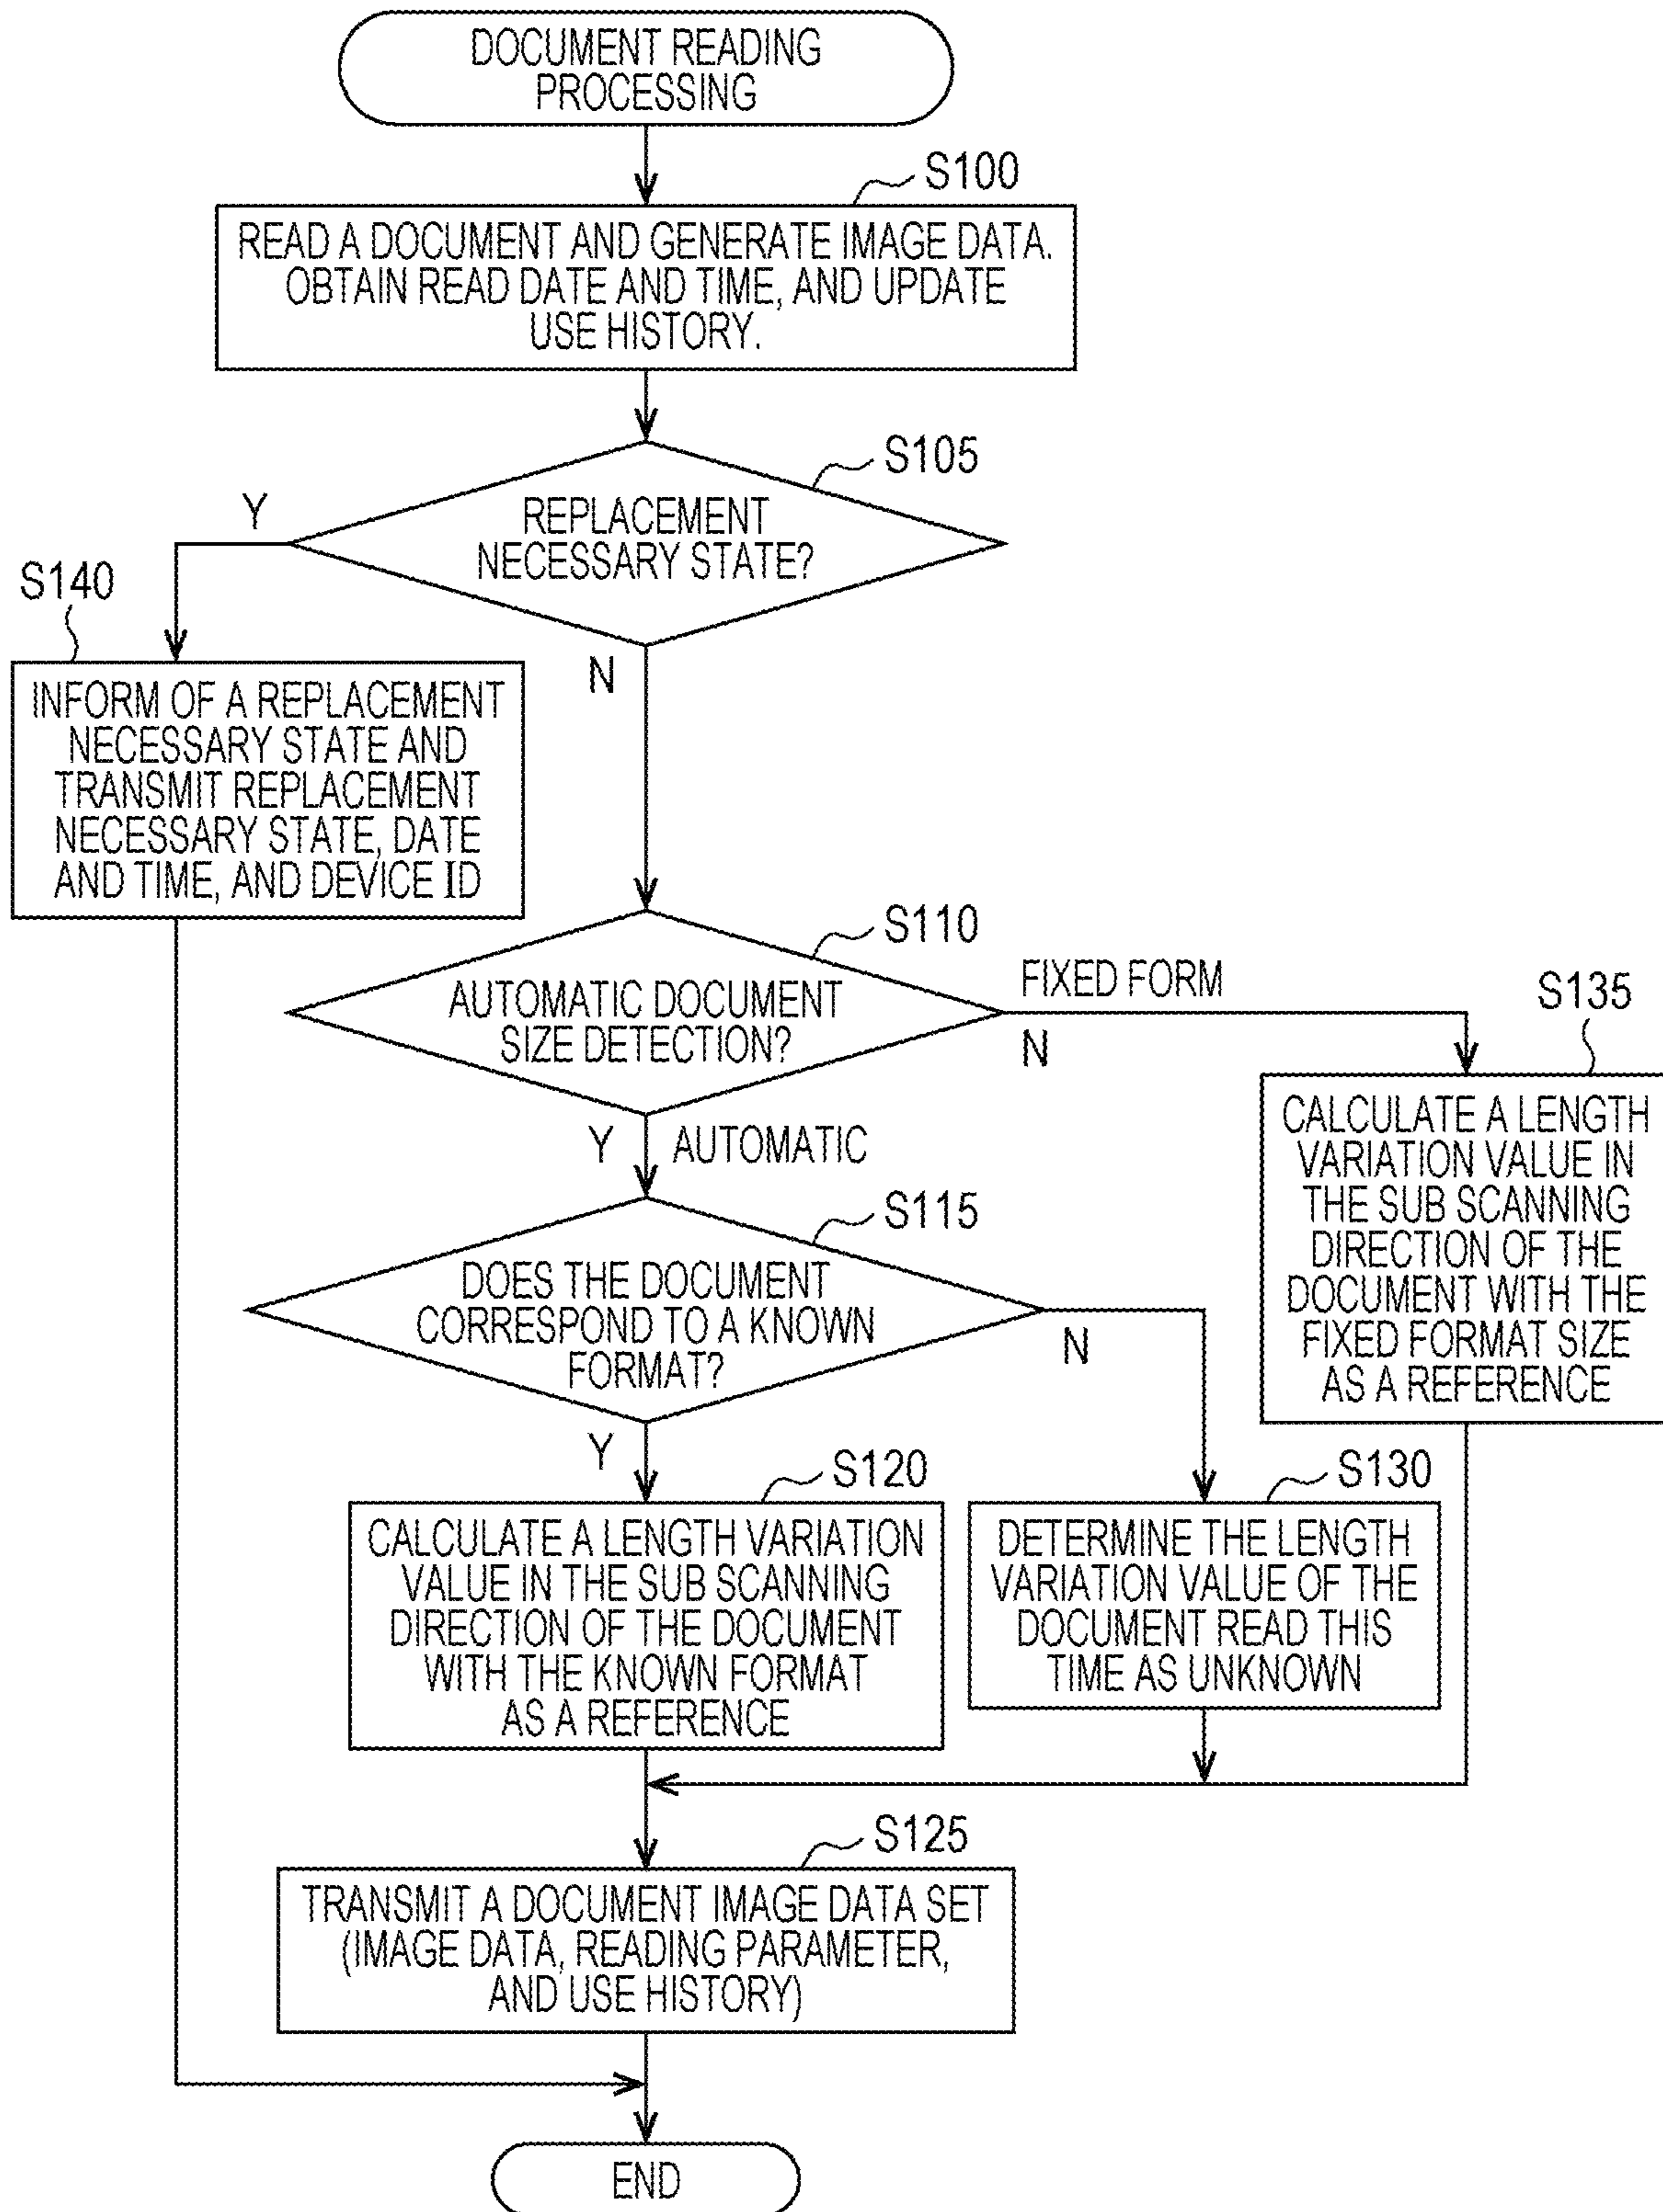 DOCUMENT READING
PROCESSING
S100
READ A DOCUMENT AND GENERATE IMAGE DATA.
OBTAIN READ DATE AND TIME, AND UPDATE
USE HISTORY.
S105
Y
REPLACEMENT
NECESSARY STATE?
N
S140
INFORM OF A REPLACEMENT
NECESSARY STATE AND
TRANSMIT REPLACEMENT
NECESSARY STATE, DATE
AND TIME, AND DEVICE ID
S110
AUTOMATIC DOCUMENT
SIZE DETECTION?
FIXED FORM
N
Y AUTOMATIC
S135
CALCULATE A LENGTH
VARIATION VALUE IN
THE SUB SCANNING
DIRECTION OF THE
DOCUMENT WITH THE
FIXED FORMAT SIZE
AS A REFERENCE
S115
DOES THE DOCUMENT
CORRESPOND TO A KNOWN
FORMAT?
N
Y
S120
CALCULATE A LENGTH VARIATION
VALUE IN THE SUB SCANNING
DIRECTION OF THE DOCUMENT
WITH THE KNOWN FORMAT
AS A REFERENCE
S130
DETERMINE THE LENGTH
VARIATION VALUE OF THE
DOCUMENT READ THIS
TIME AS UNKNOWN
S125
TRANSMIT A DOCUMENT IMAGE DATA SET
(IMAGE DATA, READING PARAMETER,
AND USE HISTORY)
END